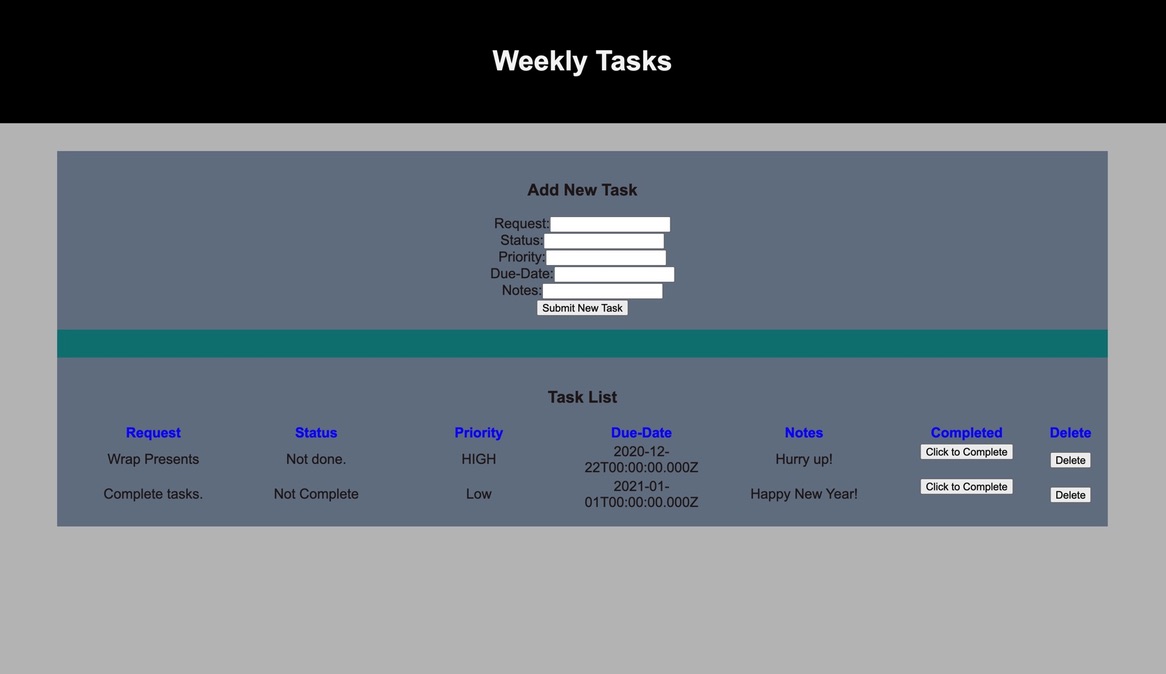 Weekly Tasks
Add New Task
Request:
Status:
Priority:
Due-Date:
Notes:
Submit New Task
Task List
Request Status Priority Due-Date Notes Completed Delete
Wrap Presents Not done. HIGH 2020-12-22T00:00:00.000Z Hurry up! Click to Complete Delete
Complete tasks. Not Complete Low 2021-01-01T00:00:00.000Z Happy New Year! Click to Complete Delete